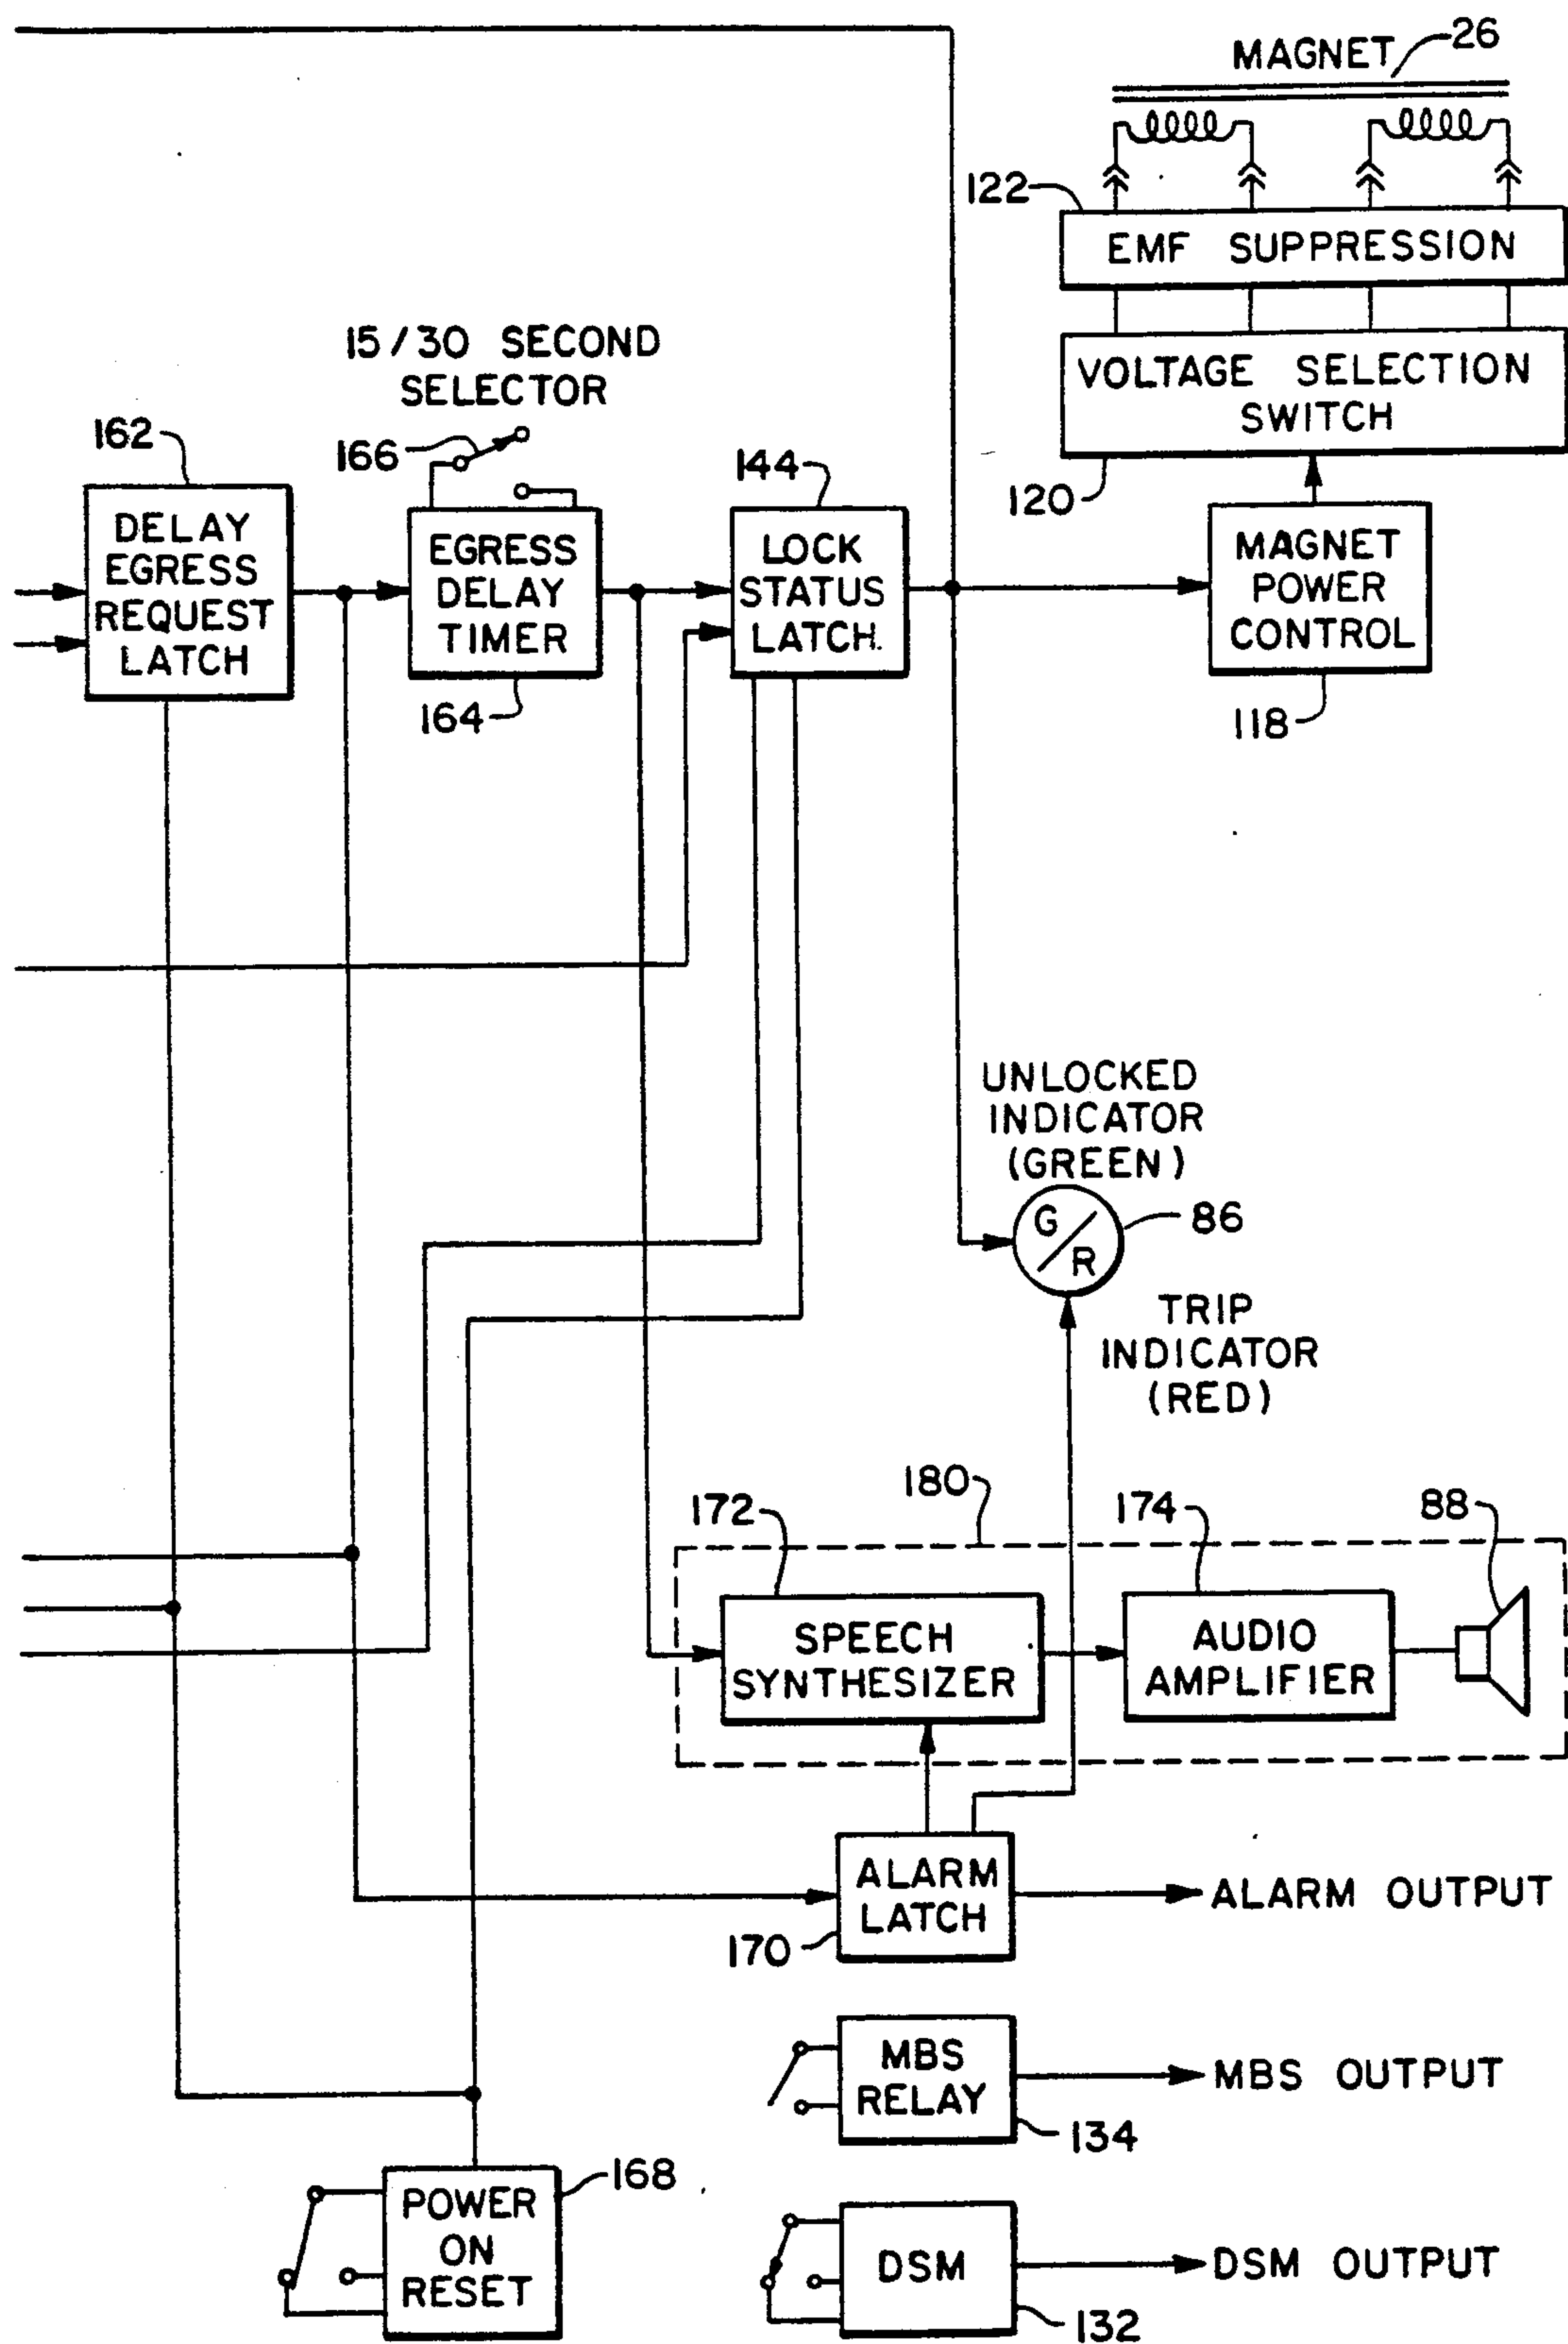 MAGNET
26
122
EMF SUPPRESSION
15/30 SECOND
SELECTOR
VOLTAGE SELECTION
SWITCH
162
166
144
120
DELAY
EGRESS
REQUEST
LATCH
EGRESS
DELAY
TIMER
LOCK
STATUS
LATCH.
MAGNET
POWER
CONTROL
164
118
UNLOCKED
INDICATOR
(GREEN)
G/R
86
TRIP
INDICATOR
(RED)
180
172
174
88
SPEECH
SYNTHESIZER
AUDIO
AMPLIFIER
ALARM
LATCH
ALARM OUTPUT
170
MBS
RELAY
MBS OUTPUT
134
168
POWER
ON
RESET
DSM
DSM OUTPUT
132